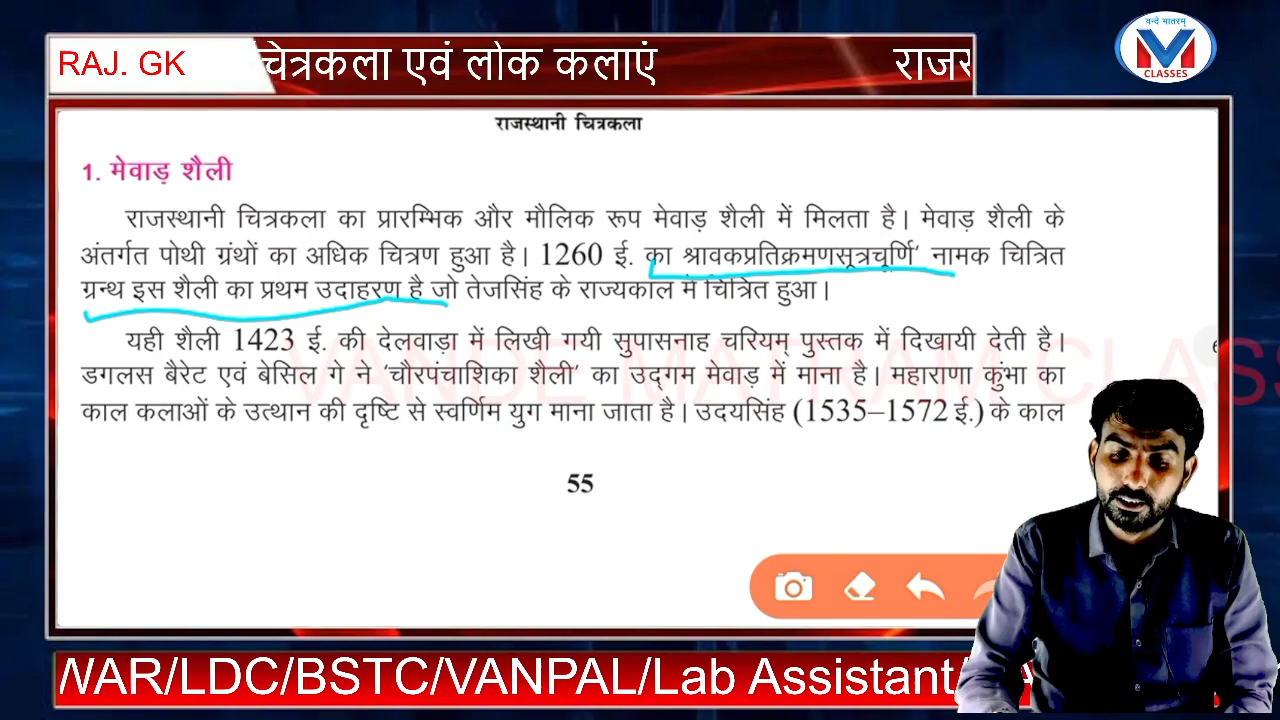 RAJ. GK
चित्रकला एवं लोक कलाएं
वन्दे मातरम्
CLASSES
राजस्थानी चित्रकला
1. मेवाड़ शैली
राजस्थानी चित्रकला का प्रारम्भिक और मौलिक रूप मेवाड़ शैली में मिलता है। मेवाड़ शैली के
अंतर्गत पोथी ग्रंथों का अधिक चित्रण हुआ है। 1260 ई. का श्रावकप्रतिक्रमणसूत्रचूर्णि’ नामक चित्रित
ग्रन्थ इस शैली का प्रथम उदाहरण है जो तेजसिंह के राज्यकाल में चित्रित हुआ।
यही शैली 1423 ई. की देलवाड़ा में लिखी गयी सुपासनाह चरियम् पुस्तक में दिखायी देती है।
डगलस बैरेट एवं बेसिल गे ने ‘चौरपंचाशिका शैली’ का उद्गम मेवाड़ में माना है। महाराणा कुंभा का
काल कलाओं के उत्थान की दृष्टि से स्वर्णिम युग माना जाता है। उदयसिंह (1535–1572 ई.) के काल
VANDE MATRAM CLASS
55
WAR/LDC/BSTC/VANPAL/Lab Assistant/